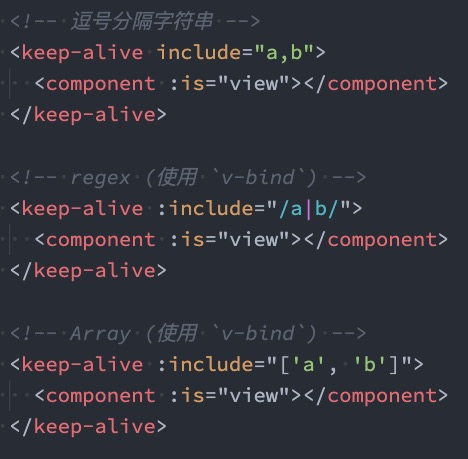 <!-- 逗号分隔字符串 -->
<keep-alive include="a,b">
  <component :is="view"></component>
</keep-alive>

<!-- regex (使用 `v-bind`) -->
<keep-alive :include="/a|b/">
  <component :is="view"></component>
</keep-alive>

<!-- Array (使用 `v-bind`) -->
<keep-alive :include="['a', 'b']">
  <component :is="view"></component>
</keep-alive>